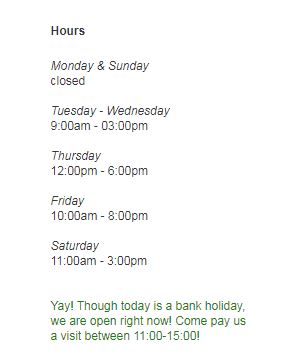 Hours
Monday & Sunday
closed
Tuesday - Wednesday
9:00am - 03:00pm
Thursday
12:00pm - 6:00pm
Friday
10:00am - 8:00pm
Saturday
11:00am - 3:00pm
Yay! Though today is a bank holiday,
we are open right now! Come pay us
a visit between 11:00-15:00!